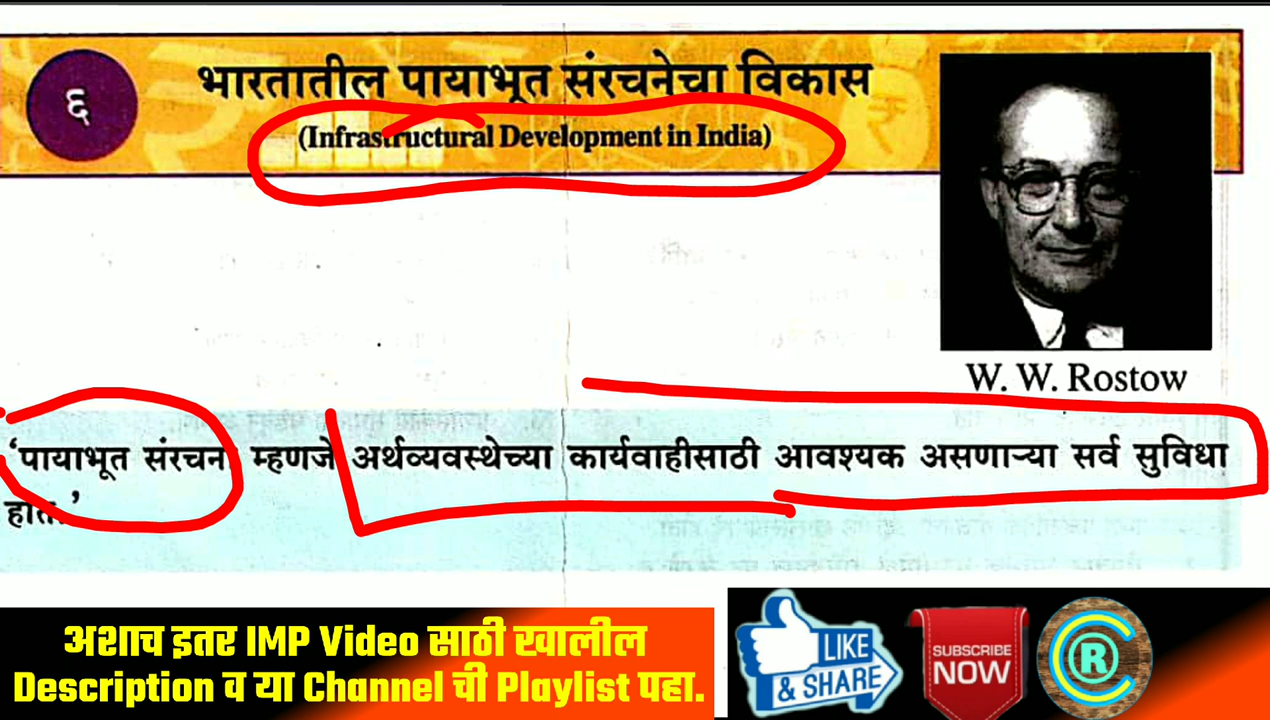 ६
भारतातील पायाभूत संरचनेचा विकास
(Infrastructural Development in India)
W. W. Rostow
‘पायाभूत संरचना म्हणजे अर्थव्यवस्थेच्या कार्यवाहीसाठी आवश्यक असणाऱ्या सर्व सुविधा
होत.’
अशाच इतर IMP Video साठी खालील
Description व या Channel ची Playlist पहा.
LIKE
& SHARE
SUBSCRIBE
NOW
R